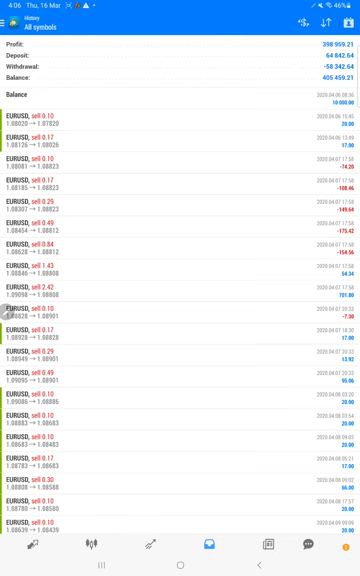 4:06 Thu, 16 Mar
46%
History
All symbols
Profit: 398 959.21
Deposit: 64 842.64
Withdrawal: -58 342.64
Balance: 405 459.21
Balance 2020.04.06 08:36
10 000.00
EURUSD, sell 0.10 2020.04.06 15:45
1.08020 → 1.07820 20.00
EURUSD, sell 0.17 2020.04.06 13:49
1.08126 → 1.08026 17.00
EURUSD, sell 0.10 2020.04.07 17:58
1.08081 → 1.08823 -74.20
EURUSD, sell 0.17 2020.04.07 17:58
1.08185 → 1.08823 -108.46
EURUSD, sell 0.29 2020.04.07 17:58
1.08307 → 1.08823 -149.64
EURUSD, sell 0.49 2020.04.07 17:58
1.08454 → 1.08812 -175.42
EURUSD, sell 0.84 2020.04.07 17:58
1.08628 → 1.08812 -154.56
EURUSD, sell 1.43 2020.04.07 17:58
1.08846 → 1.08808 54.34
EURUSD, sell 2.42 2020.04.07 17:58
1.09098 → 1.08808 701.80
EURUSD, sell 0.10 2020.04.07 20:33
1.08828 → 1.08901 -7.30
EURUSD, sell 0.17 2020.04.07 18:30
1.08928 → 1.08828 17.00
EURUSD, sell 0.29 2020.04.07 20:33
1.08949 → 1.08901 13.92
EURUSD, sell 0.49 2020.04.07 20:33
1.09095 → 1.08901 95.06
EURUSD, sell 0.10 2020.04.08 03:20
1.09086 → 1.08886 20.00
EURUSD, sell 0.10 2020.04.08 03:54
1.08883 → 1.08683 20.00
EURUSD, sell 0.10 2020.04.08 09:03
1.08683 → 1.08483 20.00
EURUSD, sell 0.17 2020.04.08 05:21
1.08783 → 1.08683 17.00
EURUSD, sell 0.30 2020.04.08 09:02
1.08808 → 1.08588 66.00
EURUSD, sell 0.10 2020.04.08 17:57
1.08780 → 1.08580 20.00
EURUSD, sell 0.10 2020.04.09 09:09
1.08639 → 1.08439 20.00